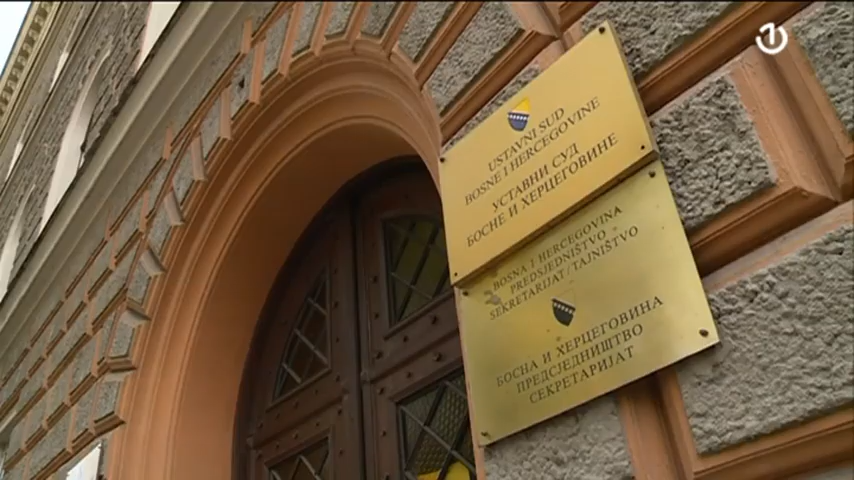 USTAVNI SUD
BOSNE I HERCEGOVINE
УСТАВНИ СУД
БОСНЕ И ХЕРЦЕГОВИНЕ
BOSNA I HERCEGOVINA
PREDSJEDNIŠTVO
SEKRETARIJAT/TAJNIŠTVO
БОСНА И ХЕРЦЕГОВИНА
ПРЕДСЈЕДНИШТВО
СЕКРЕТАРИЈАТ